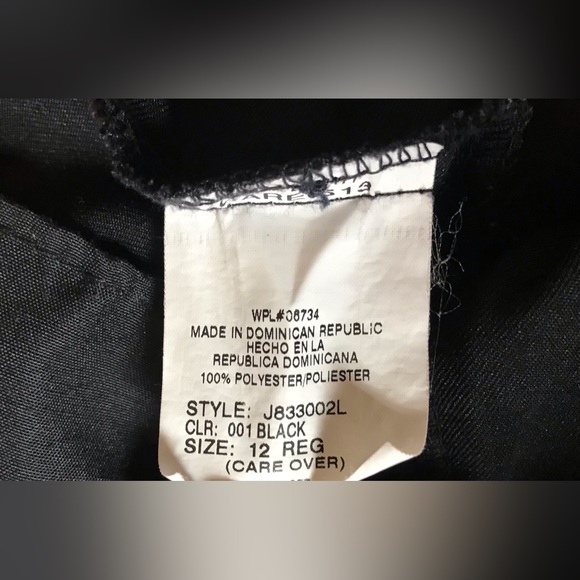 WPL#06734
MADE IN DOMINICAN REPUBLIC
HECHO EN LA
REPUBLICA DOMINICANA
100% POLYESTER/POLIESTER
STYLE: J833002L
CLR: 001 BLACK
SIZE: 12 REG
(CARE OVER)